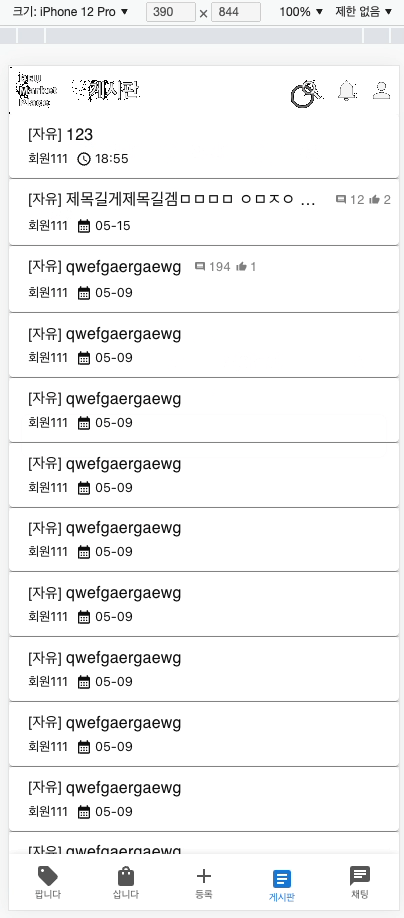 크기: iPhone 12 Pro ▼ 390 × 844 100% ▼ 제한 없음 ▼
Market
게시판
[자유] 123
회원111 18:55
[자유] 제목길게제목길겜ㅁㅁㅁㅁ ㅇㅁㅈㅇ ... 12 2
회원111 05-15
[자유] qwefgaergaewg 194 1
회원111 05-09
[자유] qwefgaergaewg
회원111 05-09
[자유] qwefgaergaewg
회원111 05-09
[자유] qwefgaergaewg
회원111 05-09
[자유] qwefgaergaewg
회원111 05-09
[자유] qwefgaergaewg
회원111 05-09
[자유] qwefgaergaewg
회원111 05-09
[자유] qwefgaergaewg
회원111 05-09
[자유] qwefgaergaewg
회원111 05-09
[자유] qwefgaergaewg
팝니다 삽니다 등록 게시판 채팅